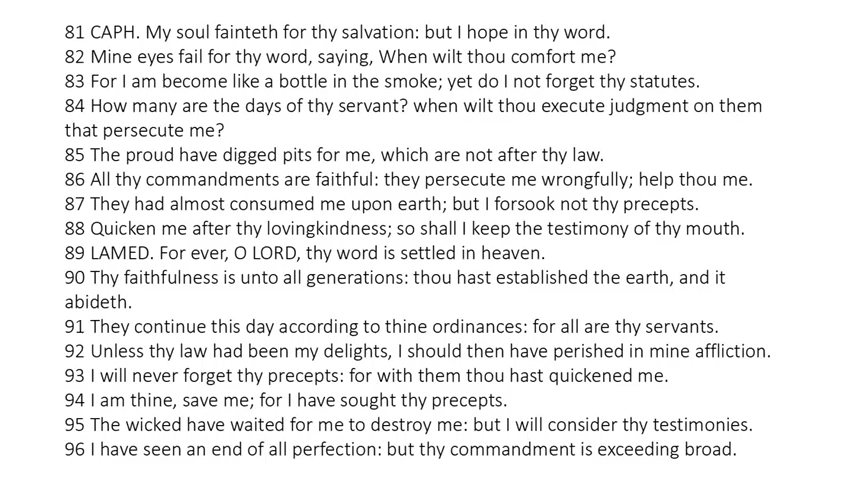 81 CAPH. My soul fainteth for thy salvation: but I hope in thy word.
82 Mine eyes fail for thy word, saying, When wilt thou comfort me?
83 For I am become like a bottle in the smoke; yet do I not forget thy statutes.
84 How many are the days of thy servant? when wilt thou execute judgment on them
that persecute me?
85 The proud have digged pits for me, which are not after thy law.
86 All thy commandments are faithful: they persecute me wrongfully; help thou me.
87 They had almost consumed me upon earth; but I forsook not thy precepts.
88 Quicken me after thy lovingkindness; so shall I keep the testimony of thy mouth.
89 LAMED. For ever, O LORD, thy word is settled in heaven.
90 Thy faithfulness is unto all generations: thou hast established the earth, and it
abideth.
91 They continue this day according to thine ordinances: for all are thy servants.
92 Unless thy law had been my delights, I should then have perished in mine affliction.
93 I will never forget thy precepts: for with them thou hast quickened me.
94 I am thine, save me; for I have sought thy precepts.
95 The wicked have waited for me to destroy me: but I will consider thy testimonies.
96 I have seen an end of all perfection: but thy commandment is exceeding broad.